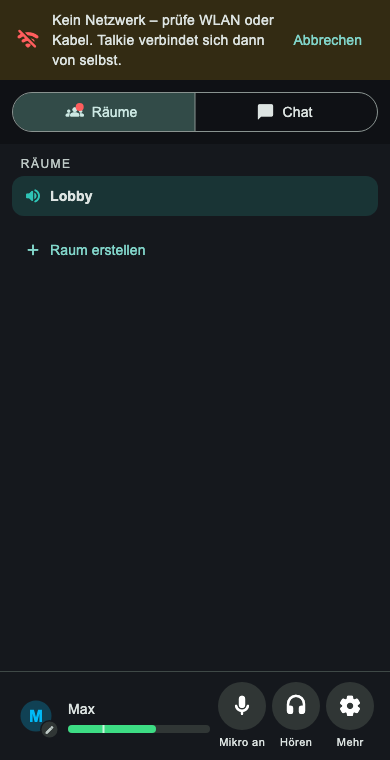 Kein Netzwerk – prüfe WLAN oder
Kabel. Talkie verbindet sich dann
von selbst.
Abbrechen
Räume
Chat
RÄUME
Lobby
Raum erstellen
M
Max
Mikro an
Hören
Mehr